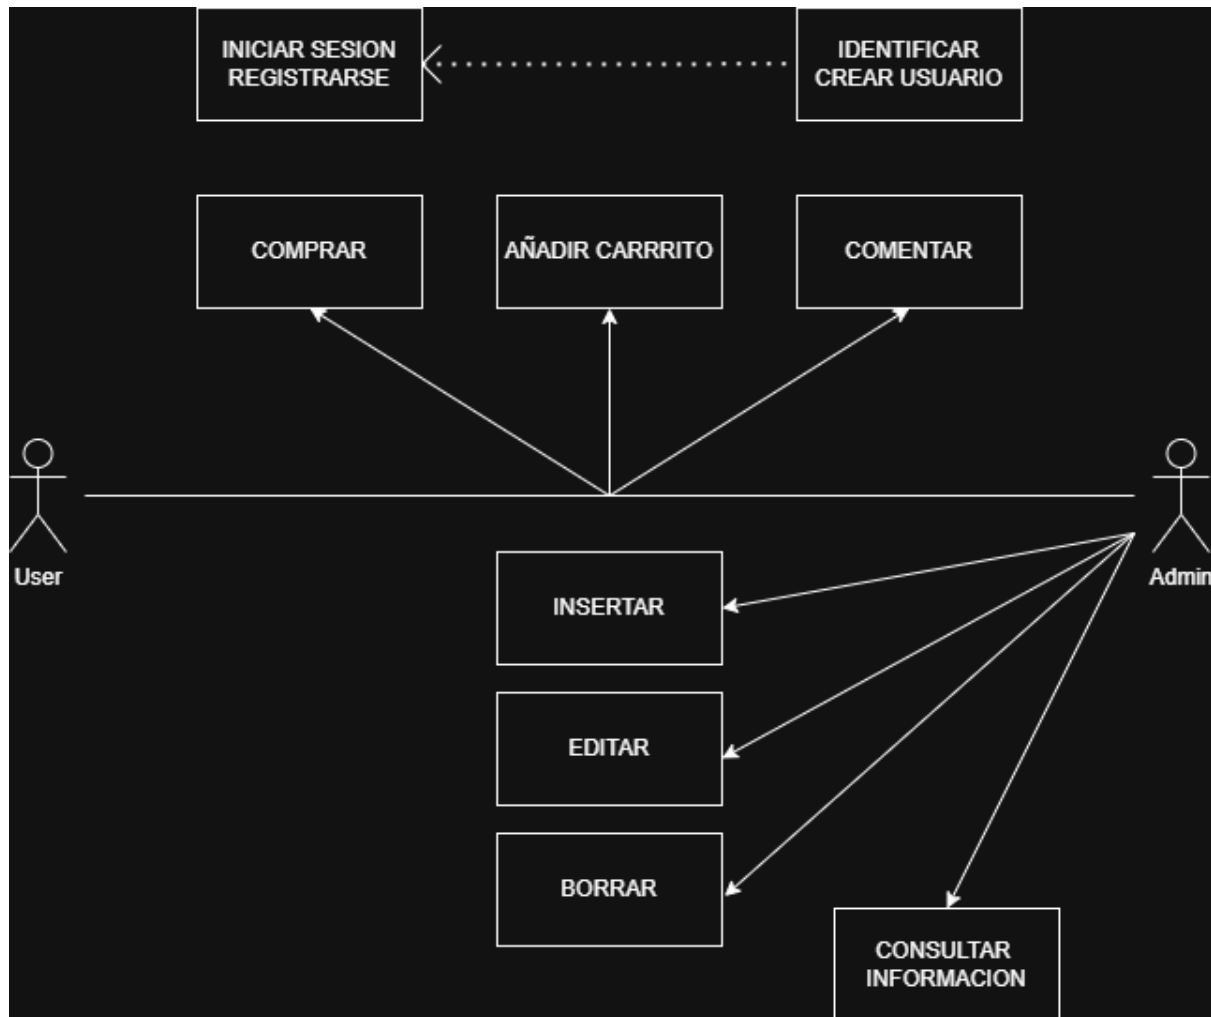 INICIAR SESION
REGISTRARSE
IDENTIFICAR
CREAR USUARIO
COMPRAR
AÑADIR CARRRITO
COMENTAR
User
Admin
INSERTAR
EDITAR
BORRAR
CONSULTAR
INFORMACION